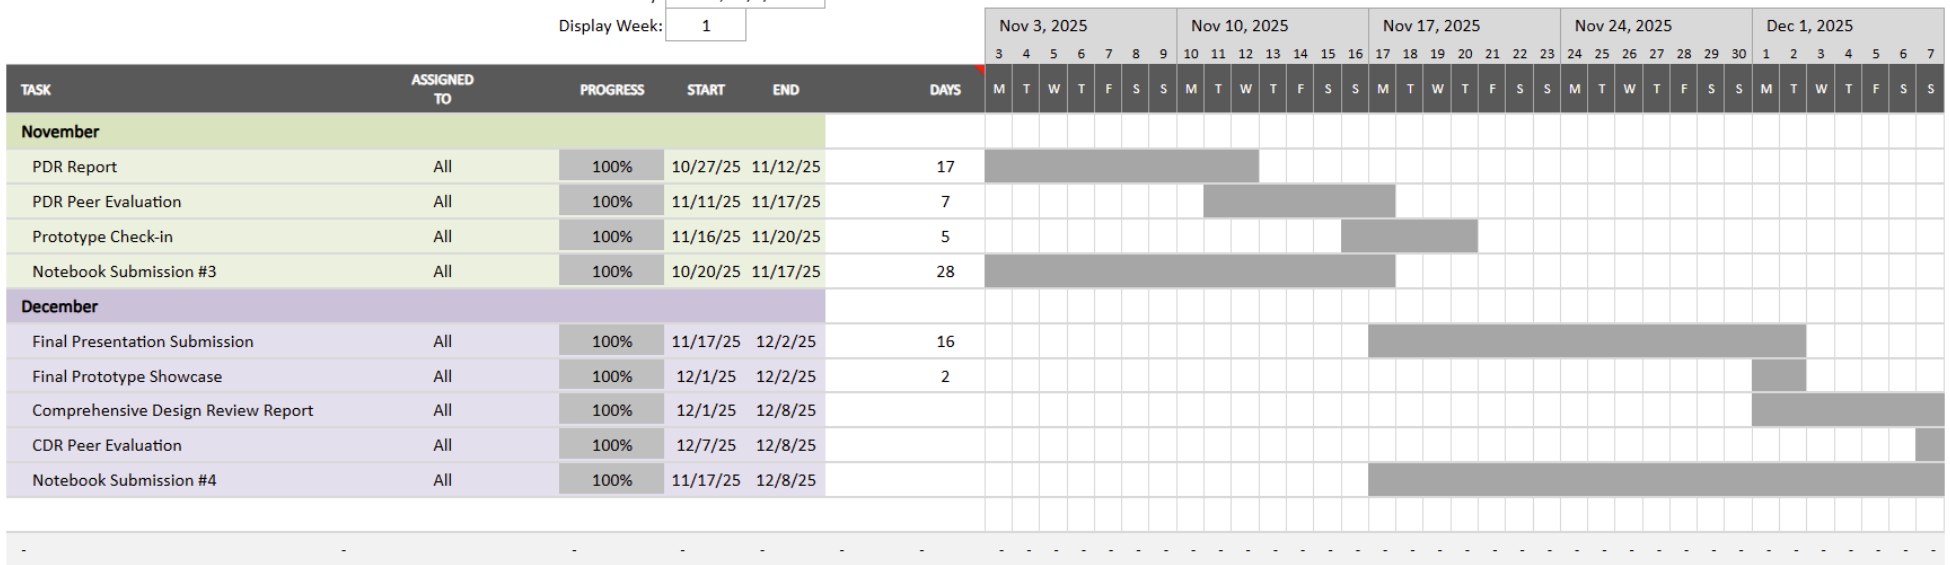 Display Week: 1
Nov 3, 2025 Nov 10, 2025 Nov 17, 2025 Nov 24, 2025 Dec 1, 2025
3 4 5 6 7 8 9 10 11 12 13 14 15 16 17 18 19 20 21 22 23 24 25 26 27 28 29 30 1 2 3 4 5 6 7
TASK ASSIGNED TO PROGRESS START END DAYS M T W T F S S M T W T F S S M T W T F S S M T W T F S S M T W T F S S
November
PDR Report All 100% 10/27/25 11/12/25 17
PDR Peer Evaluation All 100% 11/11/25 11/17/25 7
Prototype Check-in All 100% 11/16/25 11/20/25 5
Notebook Submission #3 All 100% 10/20/25 11/17/25 28
December
Final Presentation Submission All 100% 11/17/25 12/2/25 16
Final Prototype Showcase All 100% 12/1/25 12/2/25 2
Comprehensive Design Review Report All 100% 12/1/25 12/8/25
CDR Peer Evaluation All 100% 12/7/25 12/8/25
Notebook Submission #4 All 100% 11/17/25 12/8/25
- - - - - - - - - - - - - - - - - - - - - - - - - - - - - - - - - - - - - - - - - -